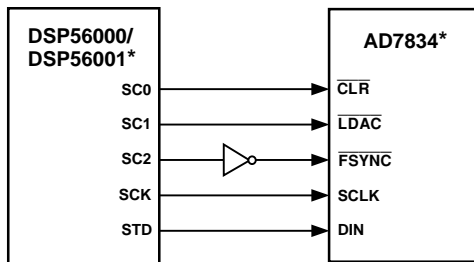 DSP56000/
DSP56001*
SC0
SC1
SC2
SCK
STD
AD7834*
CLR
LDAC
FSYNC
SCLK
DIN